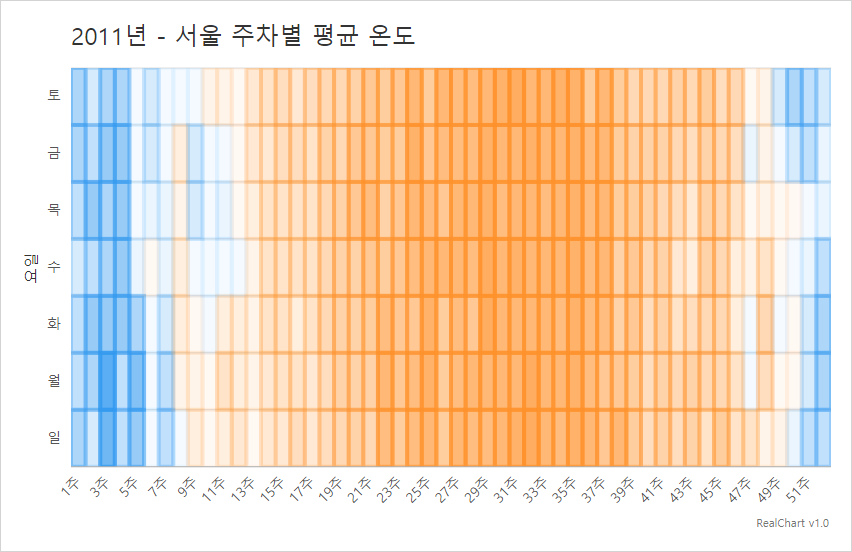 2011년 - 서울 주차별 평균 온도
요일
토
금
목
수
화
월
일
1주 3주 5주 7주 9주 11주 13주 15주 17주 19주 21주 23주 25주 27주 29주 31주 33주 35주 37주 39주 41주 43주 45주 47주 49주 51주
RealChart v1.0